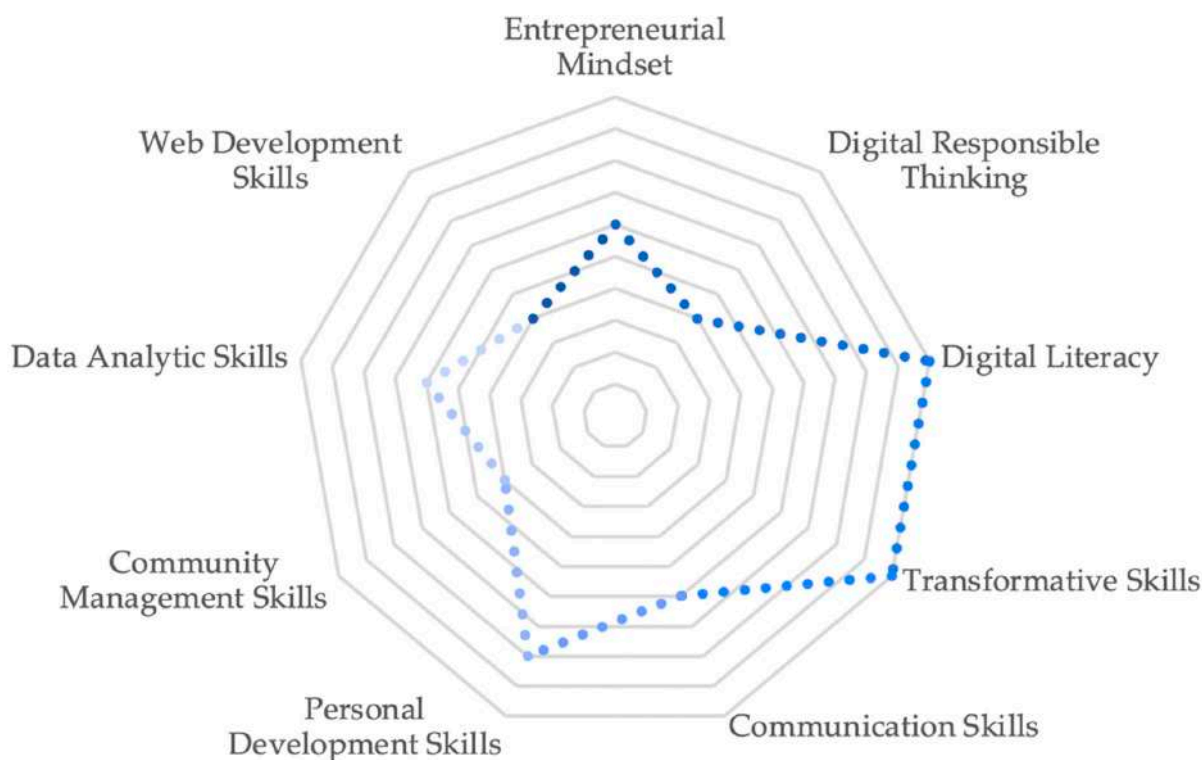 Entrepreneurial
Mindset
Digital Responsible
Thinking
Digital Literacy
Transformative Skills
Communication Skills
Personal
Development Skills
Community
Management Skills
Data Analytic Skills
Web Development
Skills